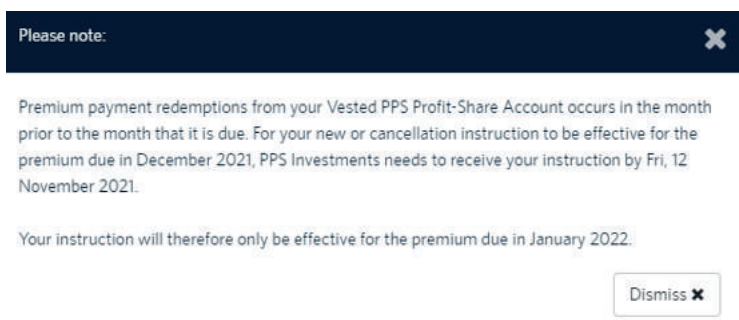 Please note:
Premium payment redemptions from your Vested PPS Profit-Share Account occurs in the month
prior to the month that it is due. For your new or cancellation instruction to be effective for the
premium due in December 2021, PPS Investments needs to receive your instruction by Fri, 12
November 2021.
Your instruction will therefore only be effective for the premium due in January 2022.
Dismiss ✖